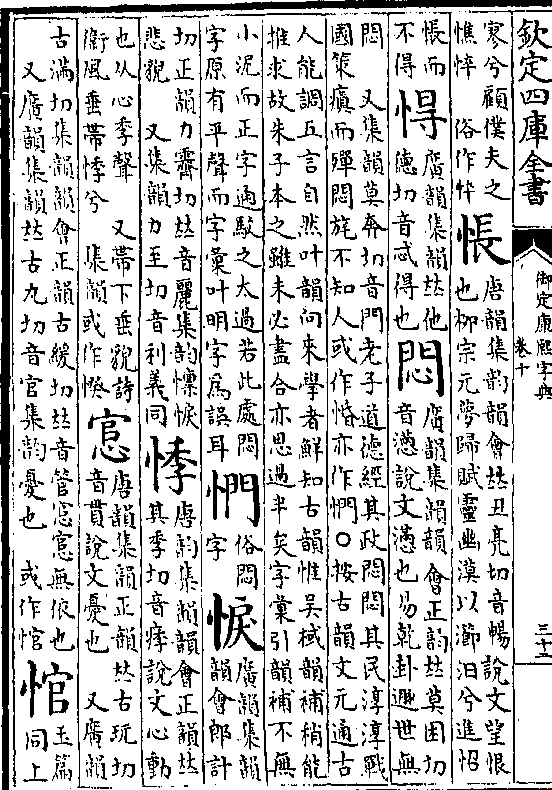 欽定四庫全書
御定康熙字典
卷十
三十二
寥兮顧僕夫之
憔悴　俗作忰
悵
唐韻集韻韻會𠀤丑亮切音暢說文望恨
也柳宗元夢歸賦靈幽漠以瀄汨兮進怊
悵而
不得
㥂
廣韻集韻𠀤他
德切音忒得也
悶
廣韻集韻韻會正韻𠀤莫困切
音懣說文懣也易乾卦遯世無
悶　又集韻莫奔切音門老子道德經其政悶悶其民淳淳戰
國策瘨而殫悶旄不知人或作惛亦作㥃○按古韻文元通古
人能調五言自然叶韻向來學者鮮知古韻惟吳棫韻補稍能
推求故朱子本之雖未必盡合亦思過半矣字彙引韻補不無
小泥而正字通駮之太過若此處悶
字原有平聲而字彙叶明字爲誤耳
㥃
俗悶
字
悷
廣韻集韻
韻會郎計
切正韻力霽切𠀤音麗集韻懍悷
悲貌　又集韻力至切音利義同
悸
唐韻集韻韻會正韻𠀤
其季切音痵說文心動
也从心季聲　又帶下垂貌詩
衞風垂帶悸兮　集韻或作㮃
悹
唐韻集韻正韻𠀤古玩切
音貫說文憂也　又廣韻
古滿切集韻韻會正韻古緩切𠀤音管悹悹無依也
又廣韻集韻𠀤古丸切音官集韻憂也　或作悺
悺
玉篇
同上